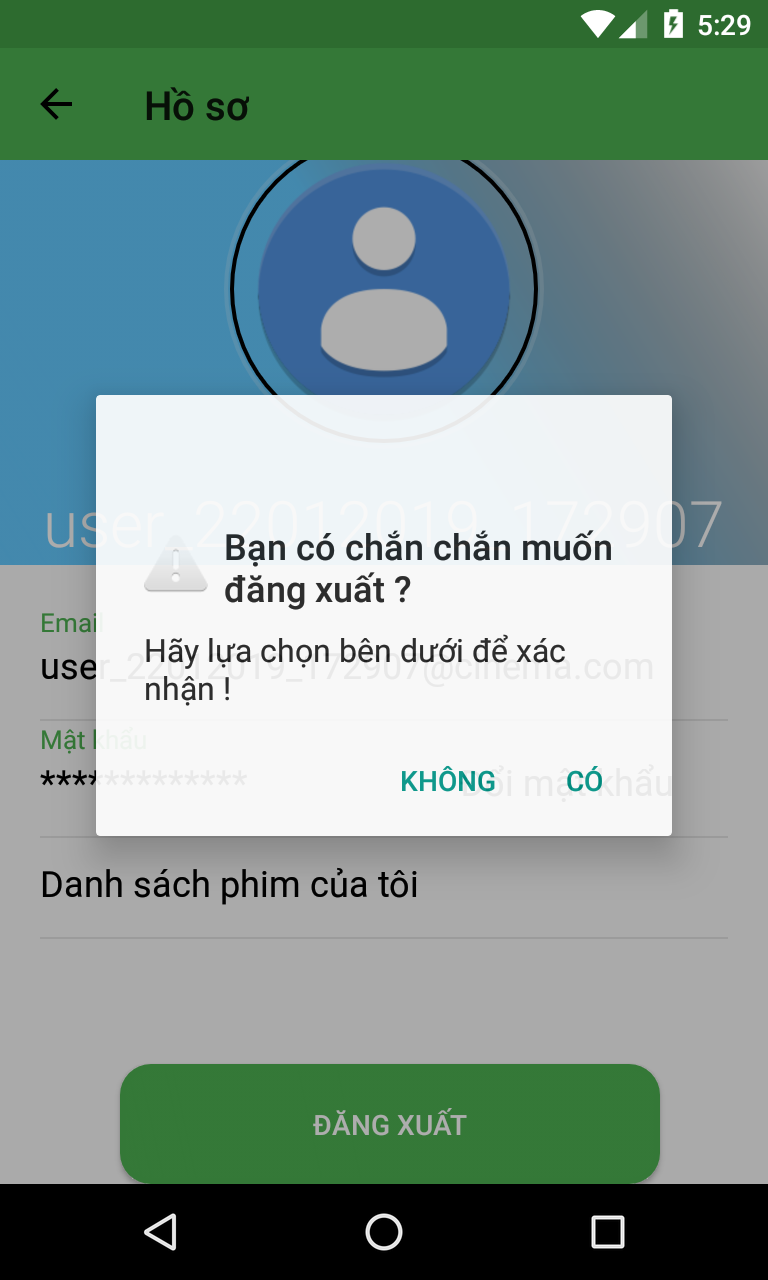 5:29
Hồ sơ
user_22012019_172907
Bạn có chắn chắn muốn
đăng xuất ?
Email
Hãy lựa chọn bên dưới để xác
user_22012019_172907@cinema.com
nhận !
Mật khẩu
*************
Đổi mật khẩu
KHÔNG
CÓ
Danh sách phim của tôi
ĐĂNG XUẤT